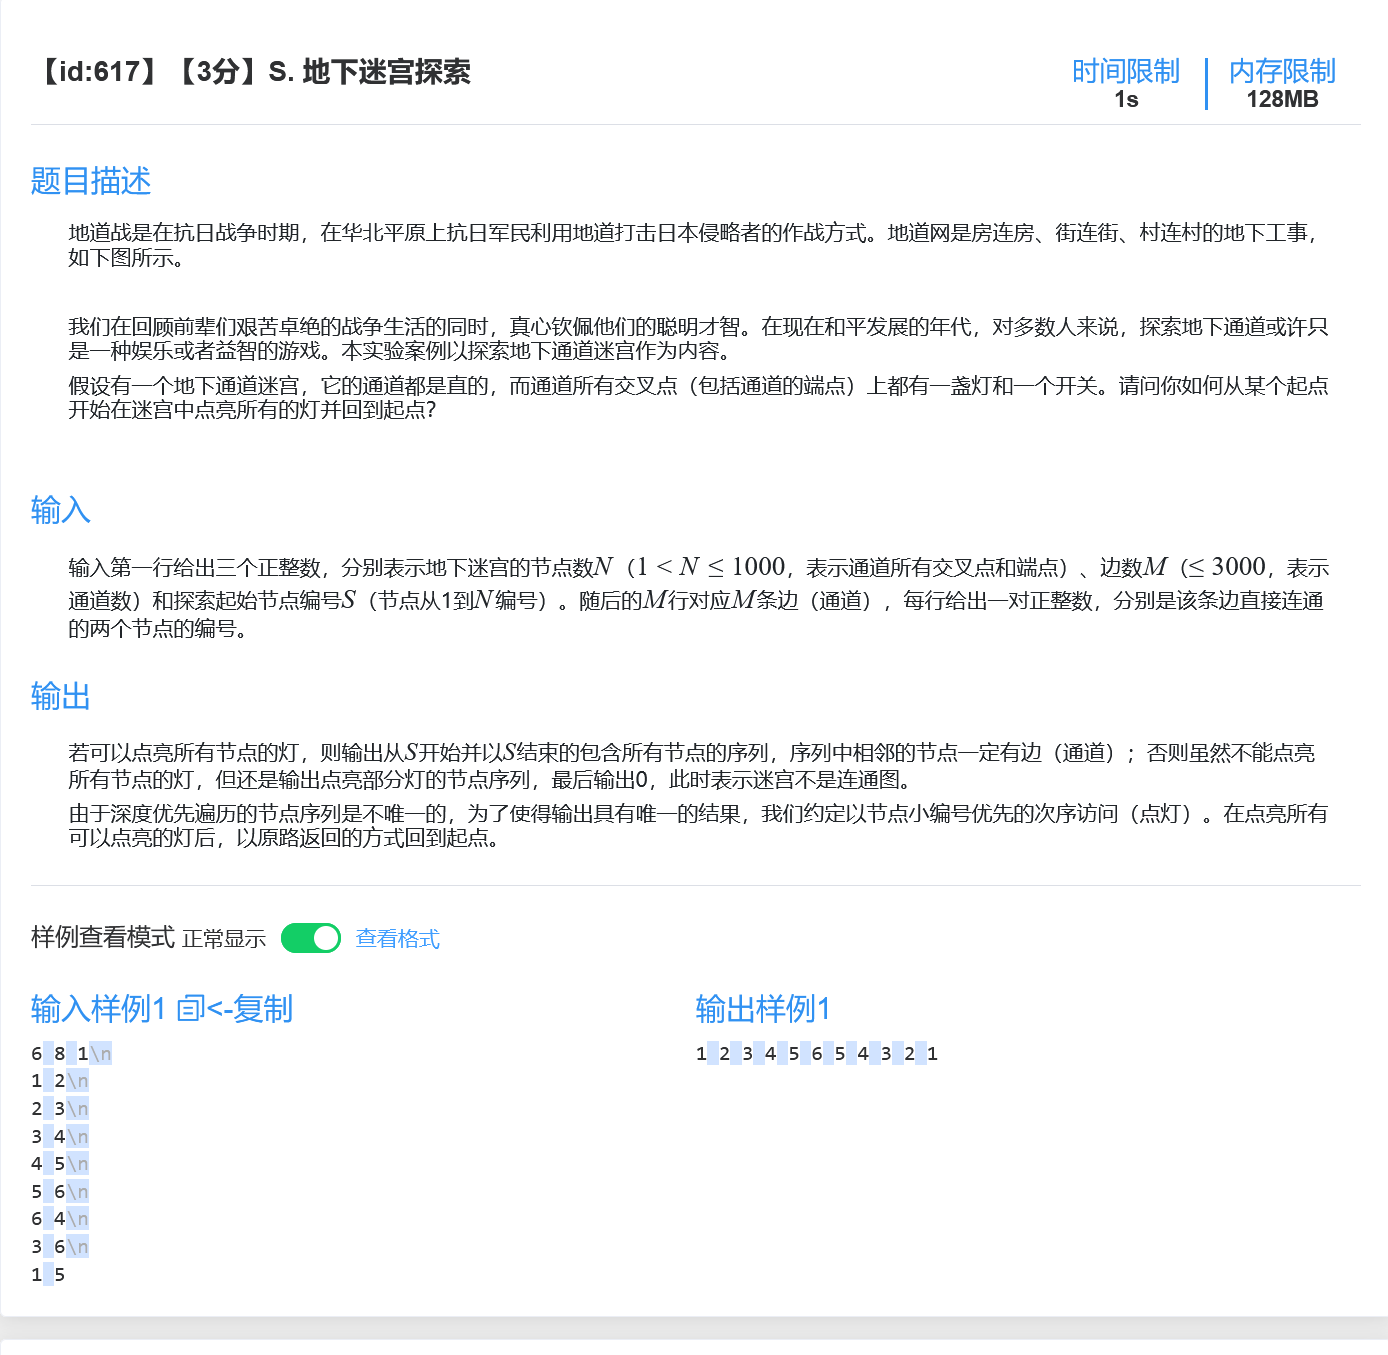 【id:617】【3分】S. 地下迷宫探索
时间限制
1s
内存限制
128MB
题目描述
地道战是在抗日战争时期，在华北平原上抗日军民利用地道打击日本侵略者的作战方式。地道网是房连房、街连街、村连村的地下工事，
如下图所示。
我们在回顾前辈们艰苦卓绝的战争生活的同时，真心钦佩他们的聪明才智。在现在和平发展的年代，对多数人来说，探索地下通道或许只
是一种娱乐或者益智的游戏。本实验案例以探索地下通道迷宫作为内容。
假设有一个地下通道迷宫，它的通道都是直的，而通道所有交叉点（包括通道的端点）上都有一盏灯和一个开关。请问你如何从某个起点
开始在迷宫中点亮所有的灯并回到起点？
输入
输入第一行给出三个正整数，分别表示地下迷宫的节点数N（1 < N ≤ 1000，表示通道所有交叉点和端点）、边数M（≤ 3000，表示
通道数）和探索起始节点编号S（节点从1到N编号）。随后的M行对应M条边（通道），每行给出一对正整数，分别是该条边直接连通
的两个节点的编号。
输出
若可以点亮所有节点的灯，则输出从S开始并以S结束的包含所有节点的序列，序列中相邻的节点一定有边（通道）；否则虽然不能点亮
所有节点的灯，但还是输出点亮部分灯的节点序列，最后输出0，此时表示迷宫不是连通图。
由于深度优先遍历的节点序列是不唯一的，为了使得输出具有唯一的结果，我们约定以节点小编号优先的次序访问（点灯）。在点亮所有
可以点亮的灯后，以原路返回的方式回到起点。
样例查看模式 正常显示 查看格式
输入样例1 <-复制
6 8 1\n
1 2\n
2 3\n
3 4\n
4 5\n
5 6\n
6 4\n
3 6\n
1 5
输出样例1
1 2 3 4 5 6 5 4 3 2 1